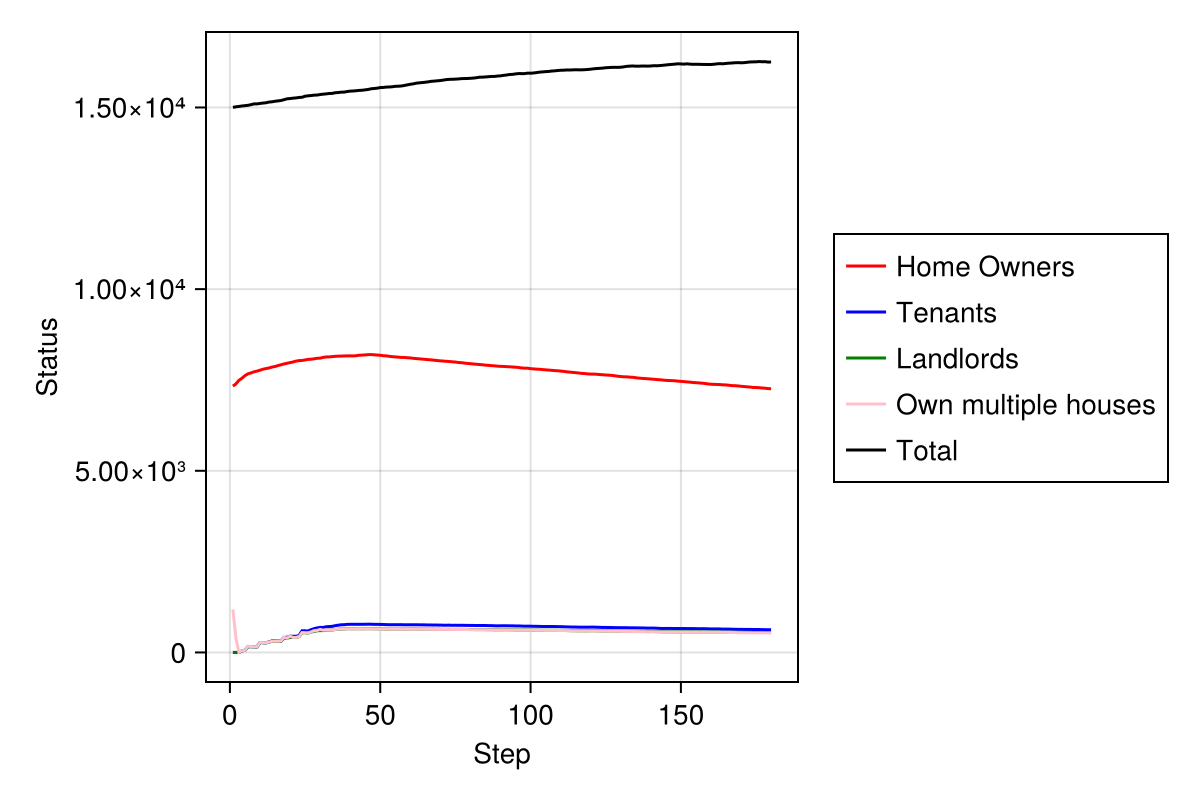 1.50×10⁴
1.00×10⁴
5.00×10³
0
Status
0 50 100 150
Step
Home Owners
Tenants
Landlords
Own multiple houses
Total